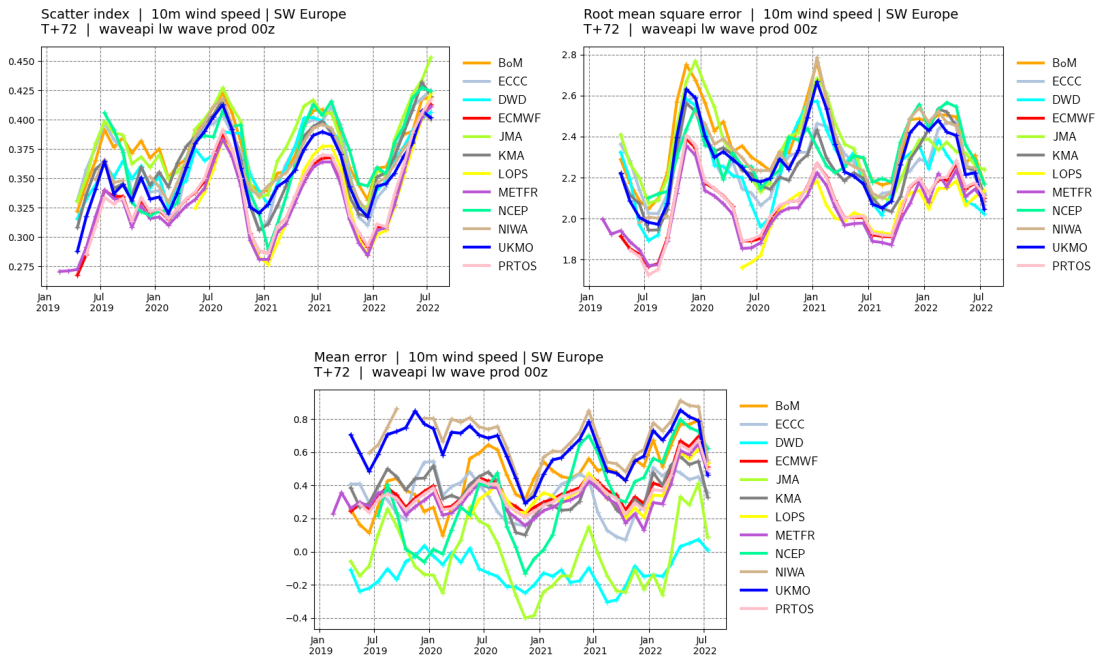 Scatter index | 10m wind speed | SW Europe
T+72 | waveapi lw wave prod 00z
0.450
0.425
0.400
0.375
0.350
0.325
0.300
0.275
Jan
2019
Jul
2019
Jan
2020
Jul
2020
Jan
2021
Jul
2021
Jan
2022
Jul
2022
BoM
ECCC
DWD
ECMWF
JMA
KMA
LOPS
METFR
NCEP
NIWA
UKMO
PRTOS
Root mean square error | 10m wind speed | SW Europe
T+72 | waveapi lw wave prod 00z
2.8
2.6
2.4
2.2
2.0
1.8
Jan
2019
Jul
2019
Jan
2020
Jul
2020
Jan
2021
Jul
2021
Jan
2022
Jul
2022
BoM
ECCC
DWD
ECMWF
JMA
KMA
LOPS
METFR
NCEP
NIWA
UKMO
PRTOS
Mean error | 10m wind speed | SW Europe
T+72 | waveapi lw wave prod 00z
0.8
0.6
0.4
0.2
0.0
−0.2
−0.4
Jan
2019
Jul
2019
Jan
2020
Jul
2020
Jan
2021
Jul
2021
Jan
2022
Jul
2022
BoM
ECCC
DWD
ECMWF
JMA
KMA
LOPS
METFR
NCEP
NIWA
UKMO
PRTOS